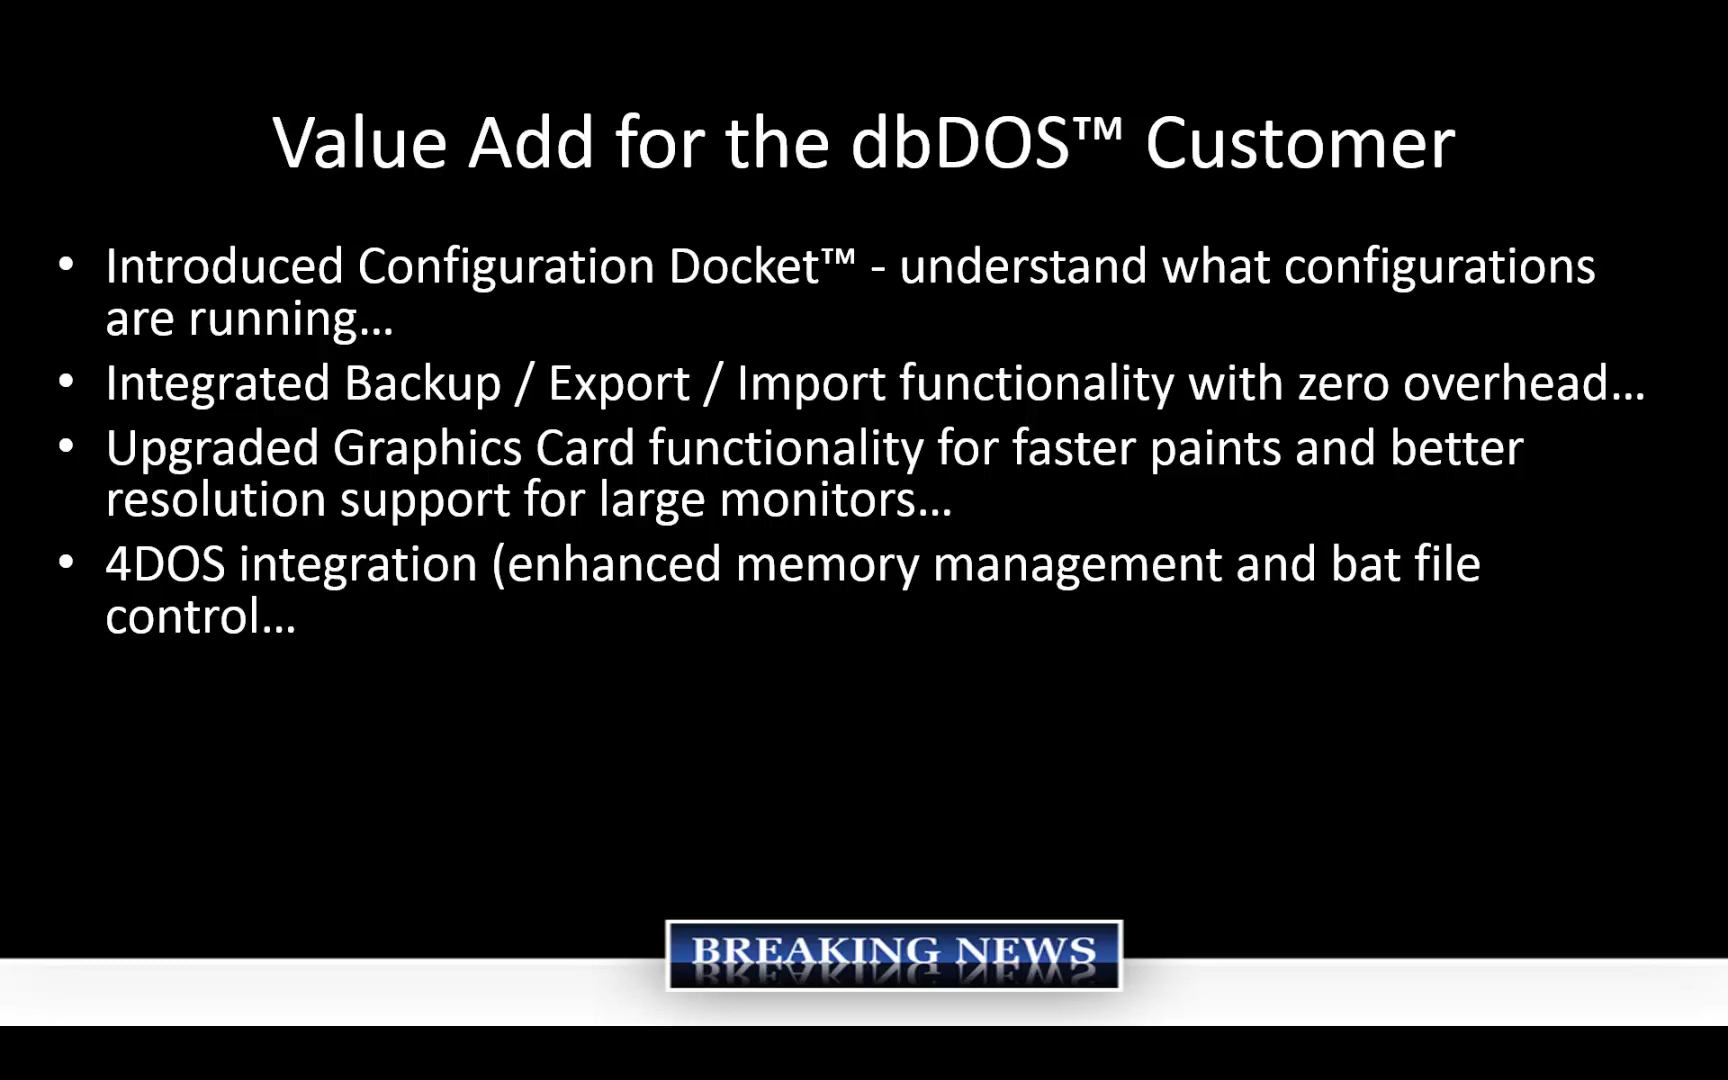 Value Add for the dbDOS™ Customer
• Introduced Configuration Docket™ - understand what configurations
are running...
• Integrated Backup / Export / Import functionality with zero overhead...
• Upgraded Graphics Card functionality for faster paints and better
resolution support for large monitors...
• 4DOS integration (enhanced memory management and bat file
control...
BREAKING NEWS